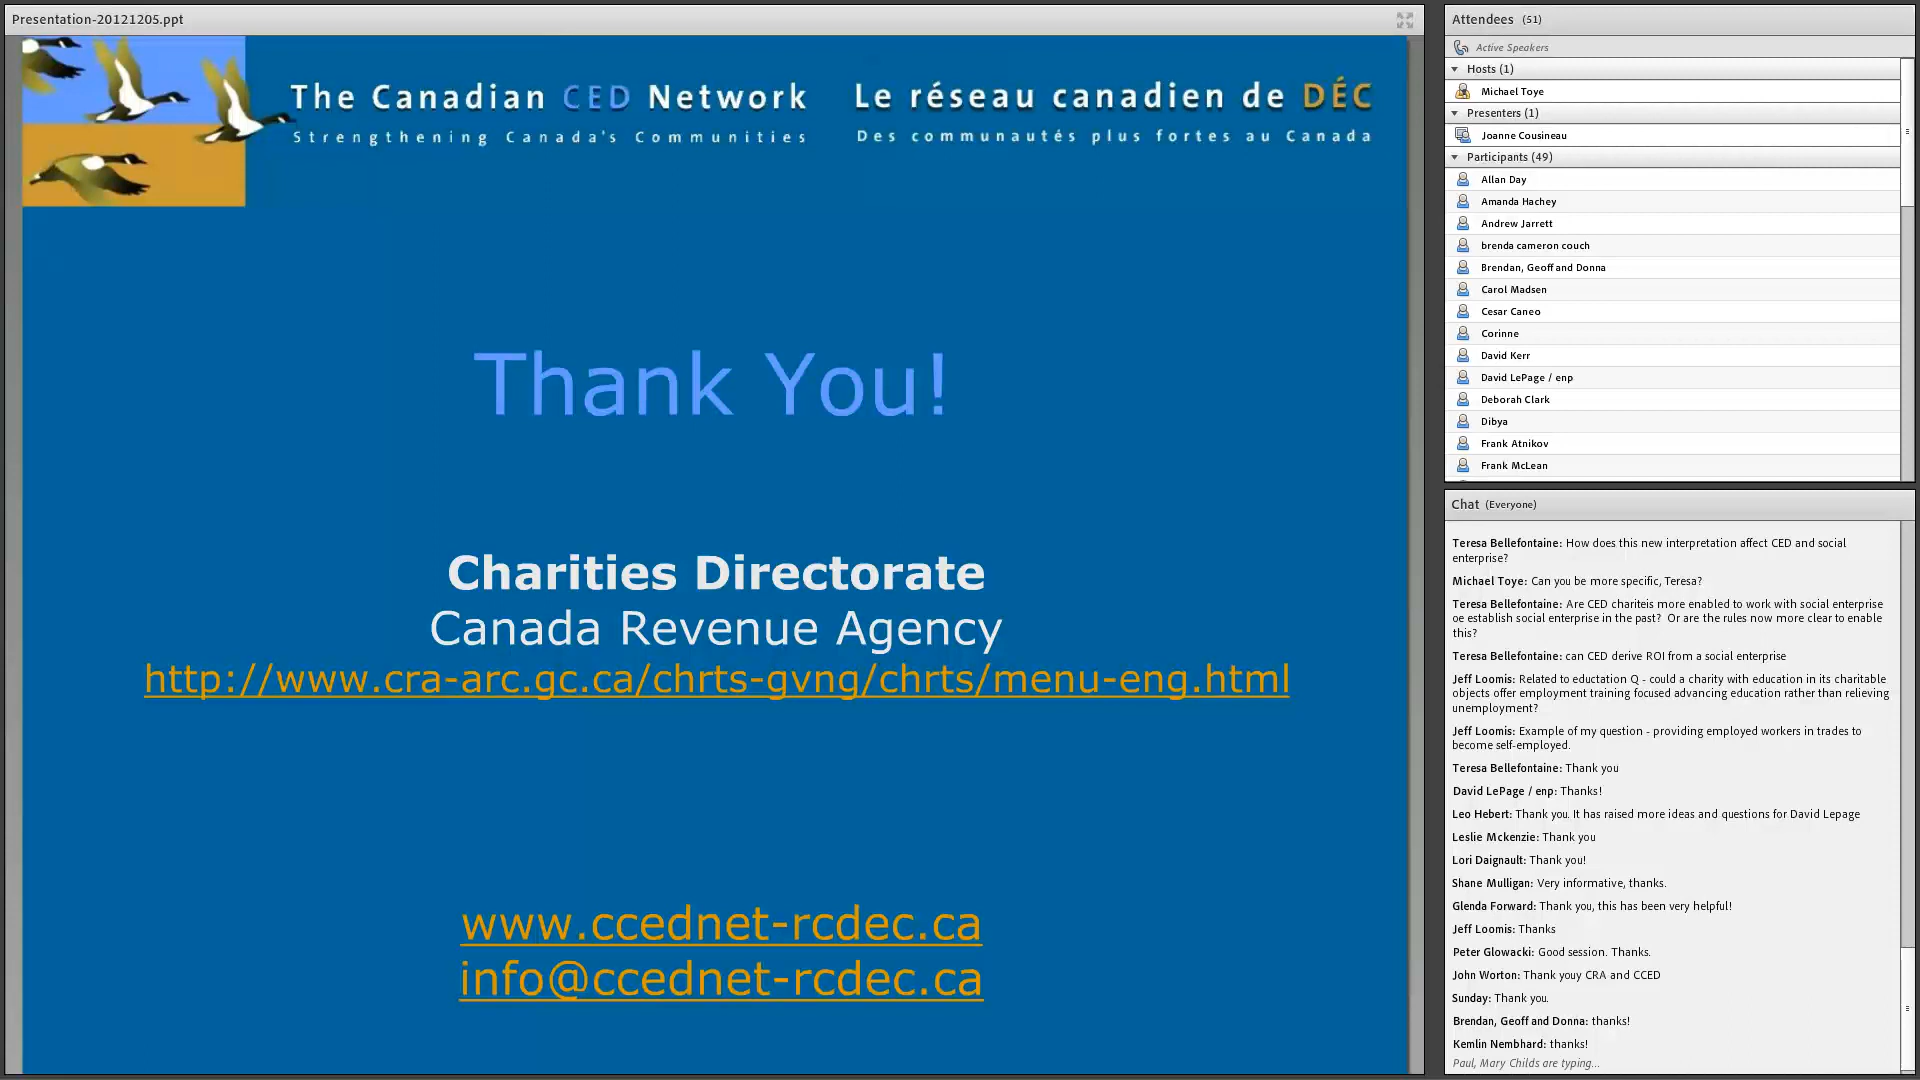 Presentation-20121205.ppt
The Canadian CED Network
Strengthening Canada's Communities
Le réseau canadien de DÉC
Des communautés plus fortes au Canada
Thank You!
Charities Directorate
Canada Revenue Agency
http://www.cra-arc.gc.ca/chrts-gvng/chrts/menu-eng.html
www.ccednet-rcdec.ca
info@ccednet-rcdec.ca
Attendees (51)
Active Speakers
Hosts (1)
Michael Toye
Presenters (1)
Joanne Cousineau
Participants (49)
Allan Day
Amanda Hachey
Andrew Jarrett
brenda cameron couch
Brendan, Geoff and Donna
Carol Madsen
Cesar Caneo
Corinne
David Kerr
David LePage / enp
Deborah Clark
Dibya
Frank Atnikov
Frank McLean
Chat (Everyone)
Teresa Bellefontaine: How does this new interpretation affect CED and social
enterprise?
Michael Toye: Can you be more specific, Teresa?
Teresa Bellefontaine: Are CED chariteis more enabled to work with social enterprise
oe establish social enterprise in the past? Or are the rules now more clear to enable
this?
Teresa Bellefontaine: can CED derive ROI from a social enterprise
Jeff Loomis: Related to eductation Q - could a charity with education in its charitable
objects offer employment training focused advancing education rather than relieving
unemployment?
Jeff Loomis: Example of my question - providing employed workers in trades to
become self-employed.
Teresa Bellefontaine: Thank you
David LePage / enp: Thanks!
Leo Hebert: Thank you. It has raised more ideas and questions for David Lepage
Leslie Mckenzie: Thank you
Lori Daignault: Thank you!
Shane Mulligan: Very informative, thanks.
Glenda Forward: Thank you, this has been very helpful!
Jeff Loomis: Thanks
Peter Glowacki: Good session. Thanks.
John Worton: Thank youy CRA and CCED
Sunday: Thank you.
Brendan, Geoff and Donna: thanks!
Kemlin Nembhard: thanks!
Paul, Mary Childs are typing...